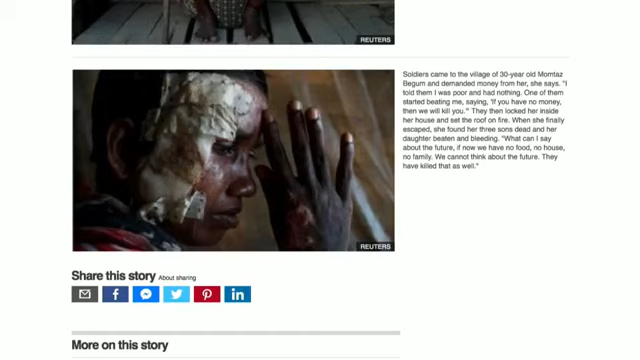 REUTERS
Soldiers came to the village of 30-year old Momtaz
Begum and demanded money from her, she says. "I
told them I was poor and had nothing. One of them
started beating me, saying, 'If you have no money,
then we will kill you.'" They then locked her inside
her house and set the roof on fire. When she finally
escaped, she found her three sons dead and her
daughter beaten and bleeding. "What can I say
about the future, if now we have no food, no house,
no family. We cannot think about the future. They
have killed that as well."
REUTERS
Share this story About sharing
More on this story